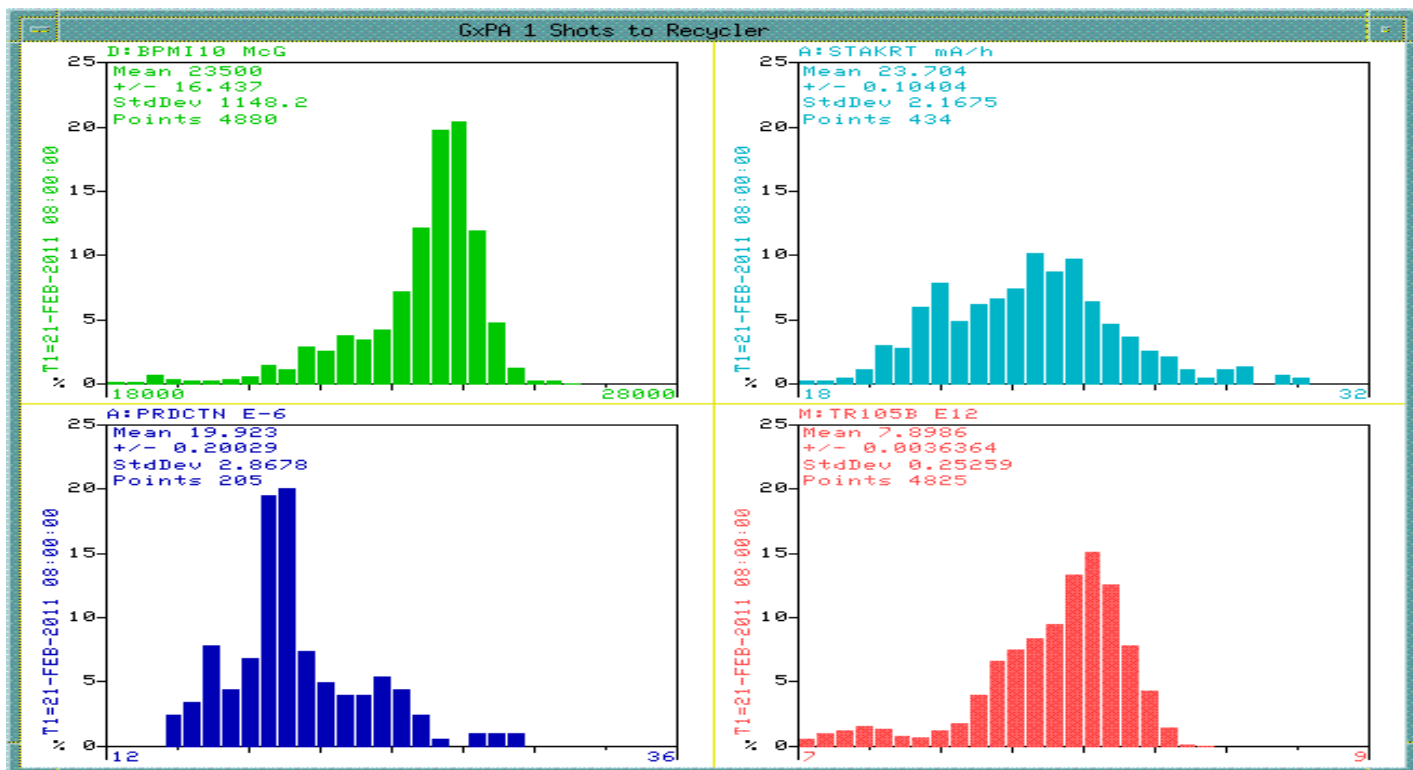 GxPA 1 Shots to Recycler
D:BPMI10 McG
Mean 23500
+/- 16.437
StdDev 1148.2
Points 4880
25
20
15
10
5
% 0
18000 28000
T1=21-FEB-2011 08:00:00
A:STAKRT mA/h
Mean 23.704
+/- 0.10404
StdDev 2.1675
Points 434
25
20
15
10
5
% 0
18 32
T1=21-FEB-2011 08:00:00
A:PRDCTN E-6
Mean 19.923
+/- 0.20029
StdDev 2.8678
Points 205
25
20
15
10
5
% 0
12 36
T1=21-FEB-2011 08:00:00
M:TR105B E12
Mean 7.8986
+/- 0.0036364
StdDev 0.25259
Points 4825
25
20
15
10
5
% 0
7 9
T1=21-FEB-2011 08:00:00